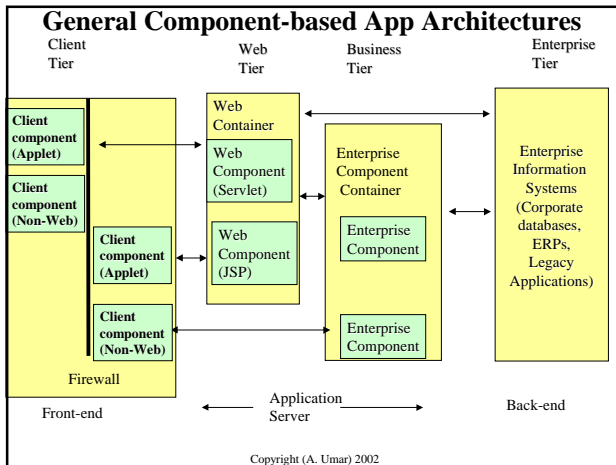 General Component-based App Architectures
Client
Tier
Web
Tier
Business
Tier
Enterprise
Tier
Client
component
(Applet)
Client
component
(Non-Web)
Client
component
(Applet)
Client
component
(Non-Web)
Firewall
Web
Container
Web
Component
(Servlet)
Web
Component
(JSP)
Enterprise
Component
Container
Enterprise
Component
Enterprise
Component
Enterprise
Information
Systems
(Corporate
databases,
ERPs,
Legacy
Applications)
Front-end
Application
Server
Back-end
Copyright (A. Umar) 2002